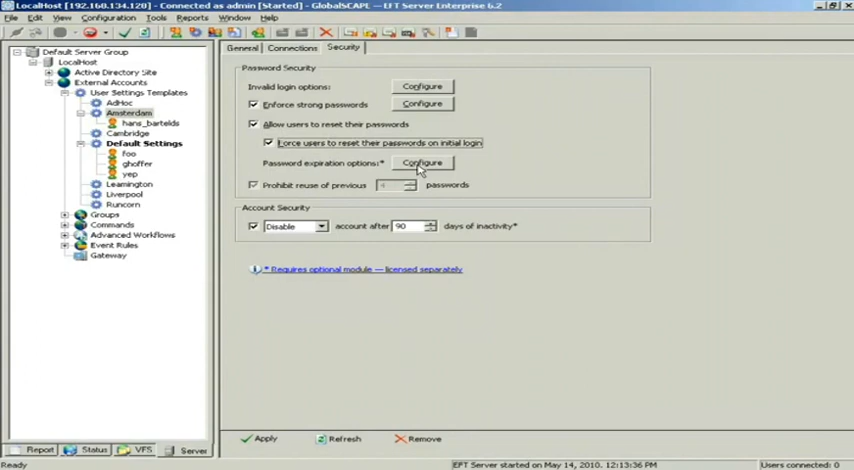 LocalHost [192.168.134.128] - Connected as admin [Started] - GlobalSCAPE - EFT Server Enterprise 6.2
File Edit View Configuration Tools Reports Window Help
Default Server Group
LocalHost
Active Directory Site
External Accounts
User Settings Templates
AdHoc
Amsterdam
hans_bartelds
Cambridge
Default Settings
foo
ghoffer
yep
Leamington
Liverpool
Runcorn
Groups
Commands
Advanced Workflows
Event Rules
Gateway
Report Status VFS Server
General Connections Security
Password Security
Invalid login options: Configure
Enforce strong passwords Configure
Allow users to reset their passwords
Force users to reset their passwords on initial login
Password expiration options:* Configure
Prohibit reuse of previous 4 passwords
Account Security
Disable account after 90 days of inactivity*
* Requires optional module — licensed separately
Apply Refresh Remove
Ready EFT Server started on May 14, 2010. 12:13:36 PM Users connected: 0